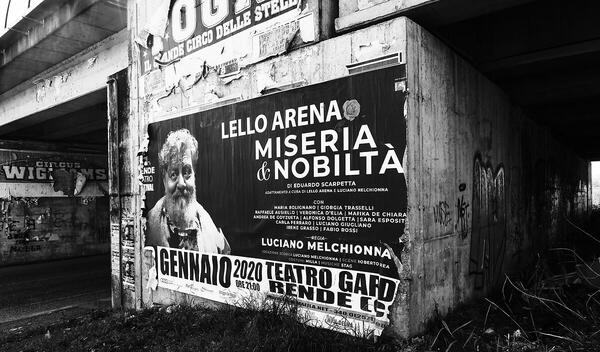 IL GRANDE CIRCO DELLE STELLE
CIRCUS
LELLO ARENA
MISERIA
& NOBILTÀ
DI EDUARDO SCARPETTA
ADATTAMENTO A CURA DI LELLO ARENA E LUCIANO MELCHIONNA
CON
MARIA BOLIGNANO | GIORGIA TRASSELLI
RAFFAELE AUSIELLO | VERONICA D'ELIA | MARIKA DE CHIARA
ANDREA DE GOYZUETA | ALFONSO DOLGETTA | SARA ESPOSIT
CARLA FERRARO | LUCIANO GIUGLIANO
IRENE GRASSO | FABIO ROSSI
REGIA
LUCIANO MELCHIONNA
GENNAIO 2020 TEATRO GARD
ORE 21:00
RENDE CS